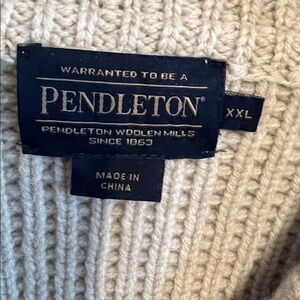 WARRANTED TO BE A
PENDLETON®
PENDLETON WOOLEN MILLS
SINCE 1863
XXL
MADE IN
CHINA